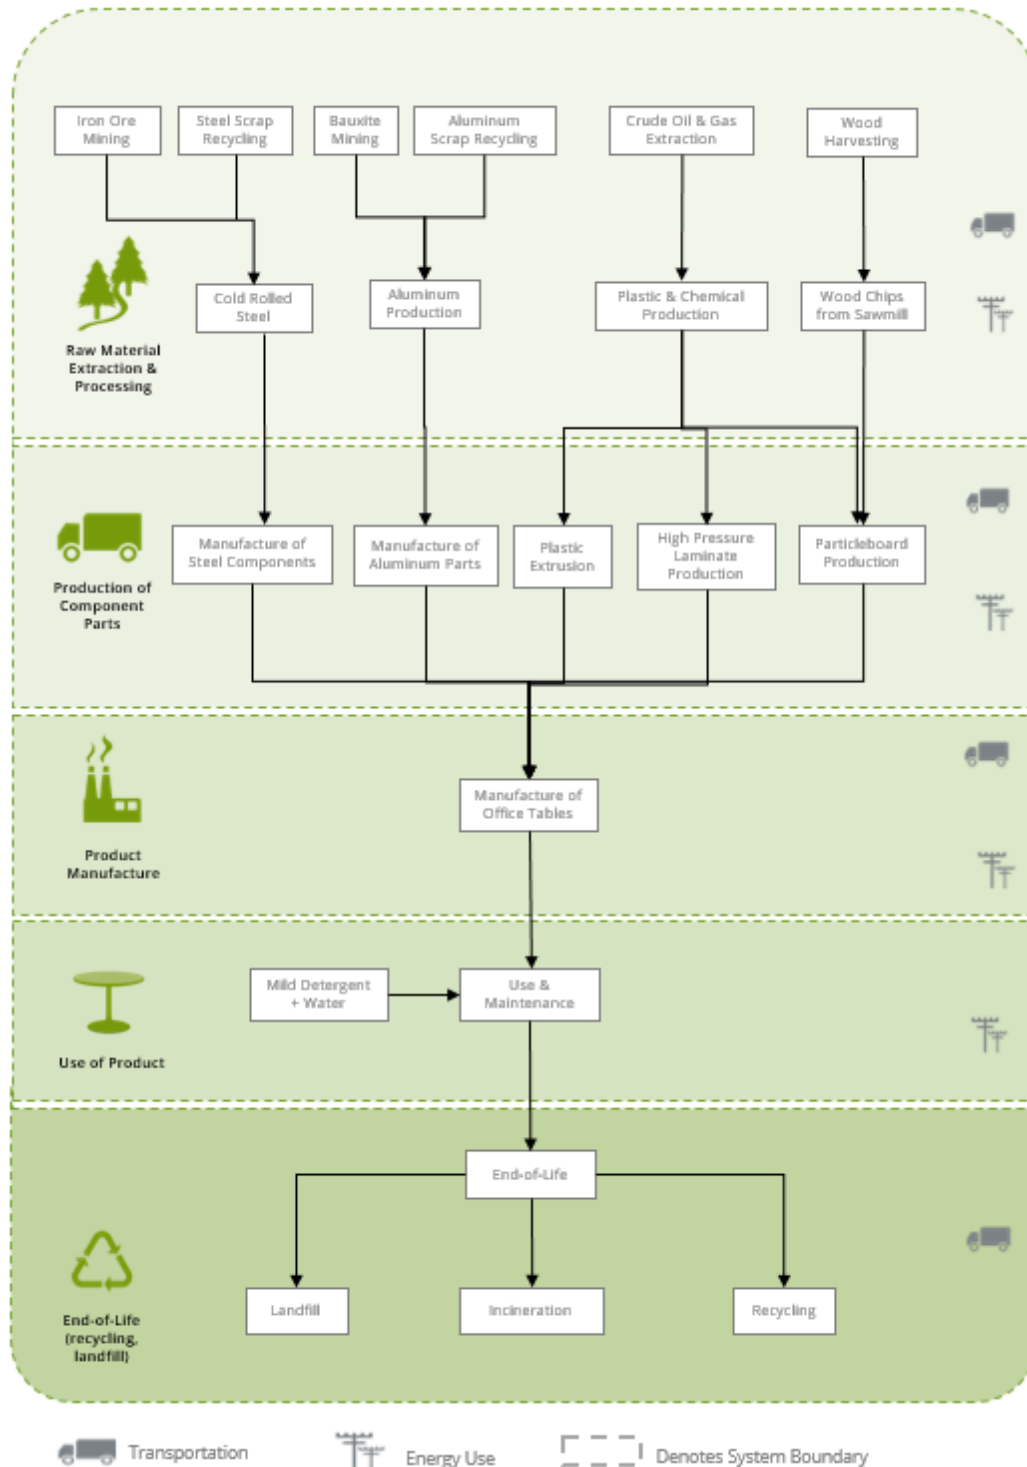 Iron Ore
Mining
Steel Scrap
Recycling
Bauxite
Mining
Aluminum
Scrap Recycling
Crude Oil & Gas
Extraction
Wood
Harvesting
Cold Rolled
Steel
Aluminum
Production
Plastic & Chemical
Production
Wood Chips
from Sawmill
Raw Material
Extraction &
Processing
Manufacture of
Steel Components
Manufacture of
Aluminum Parts
Plastic
Extrusion
High Pressure
Laminate
Production
Particleboard
Production
Production of
Component
Parts
Manufacture of
Office Tables
Product
Manufacture
Mild Detergent
+ Water
Use &
Maintenance
Use of Product
End-of-Life
Landfill
Incineration
Recycling
End-of-Life
(recycling,
landfill)
Transportation
Energy Use
Denotes System Boundary